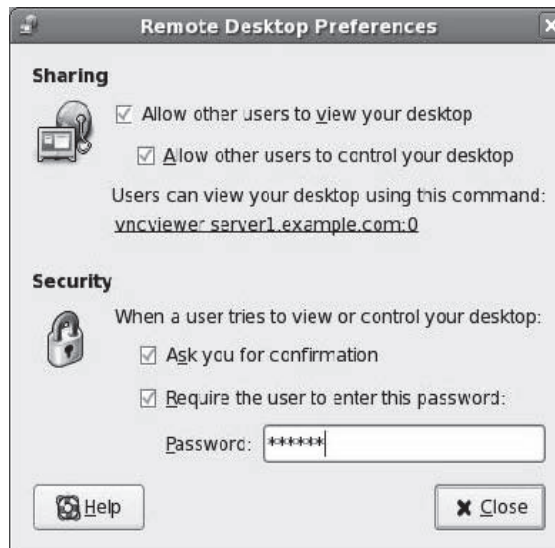 Remote Desktop Preferences
Sharing
Allow other users to view your desktop
Allow other users to control your desktop
Users can view your desktop using this command:
vncviewer server1.example.com:0
Security
When a user tries to view or control your desktop:
Ask you for confirmation
Require the user to enter this password:
Password: ******
Help
Close